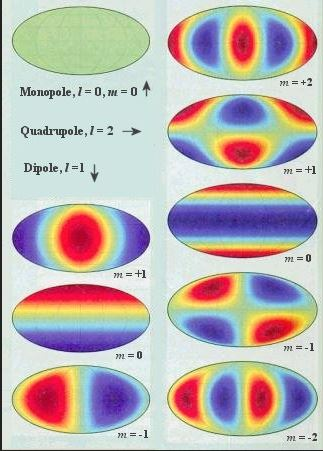 Monopole, l = 0, m = 0 ↑
Quadrupole, l = 2 →
Dipole, l =1 ↓
m = +1
m = 0
m = -1
m = +2
m = +1
m = 0
m = -1
m = -2